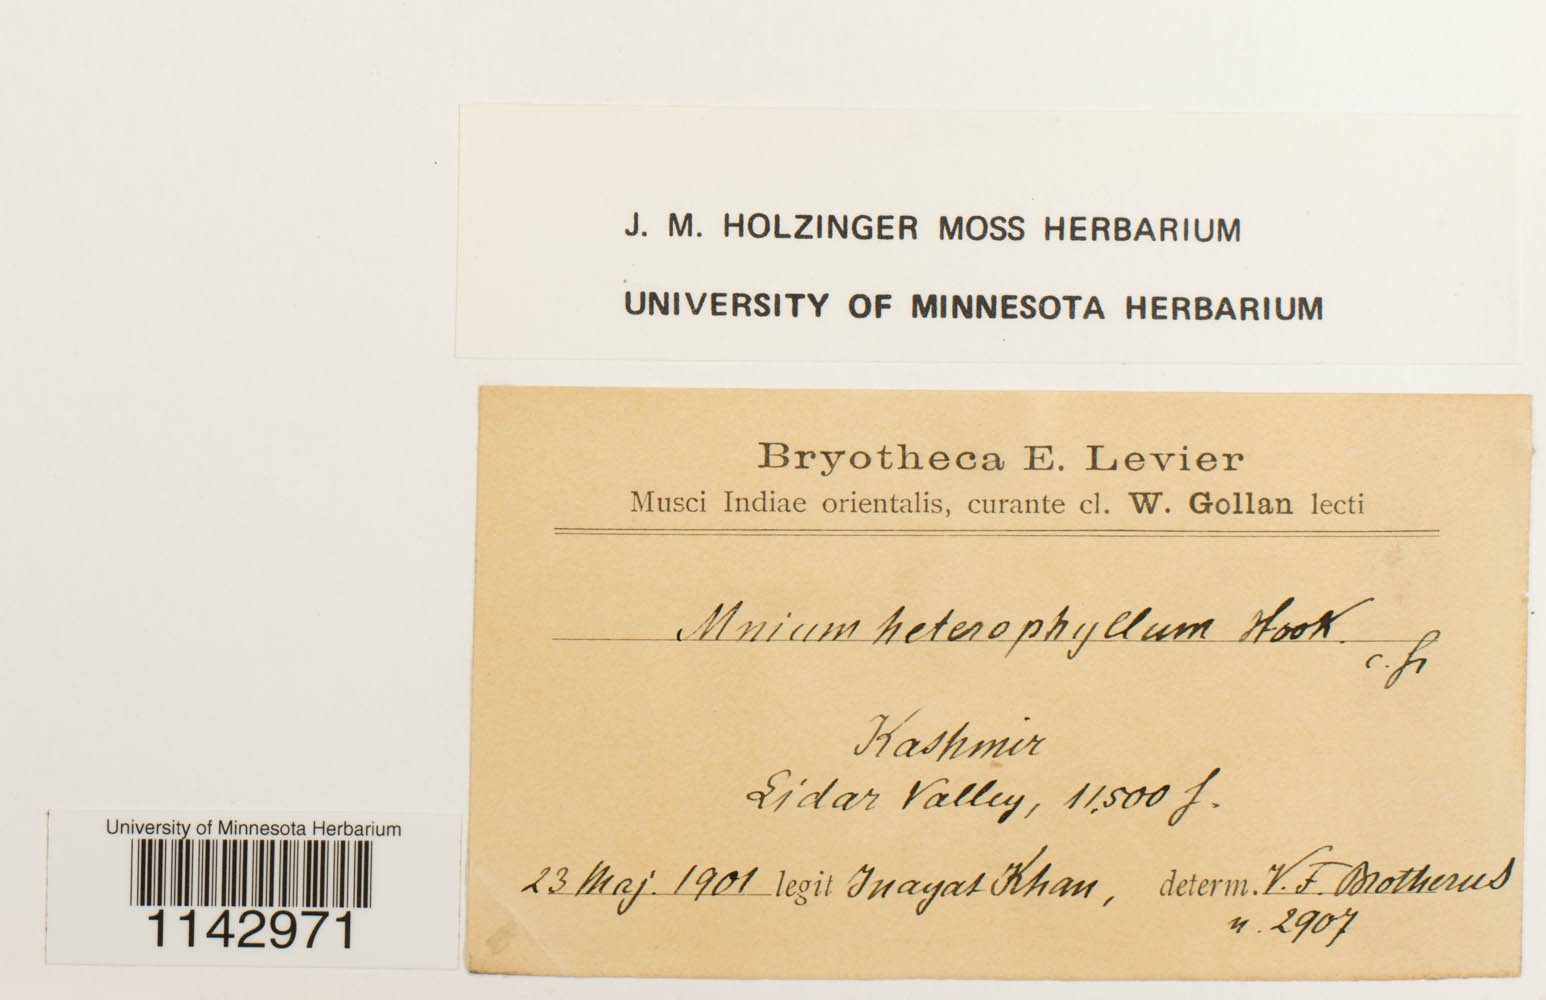 J. M. HOLZINGER MOSS HERBARIUM
UNIVERSITY OF MINNESOTA HERBARIUM
Bryotheca E. Levier
Musci Indiae orientalis, curante cl. W. Gollan lecti
Mnium heterophyllum Hook.
c. fr
Kashmir
Lidar Valley, 11,500 f.
23 Maj. 1901 legit Inayat Khan, determ. V. F. Brotherus
n. 2907
University of Minnesota Herbarium
1142971